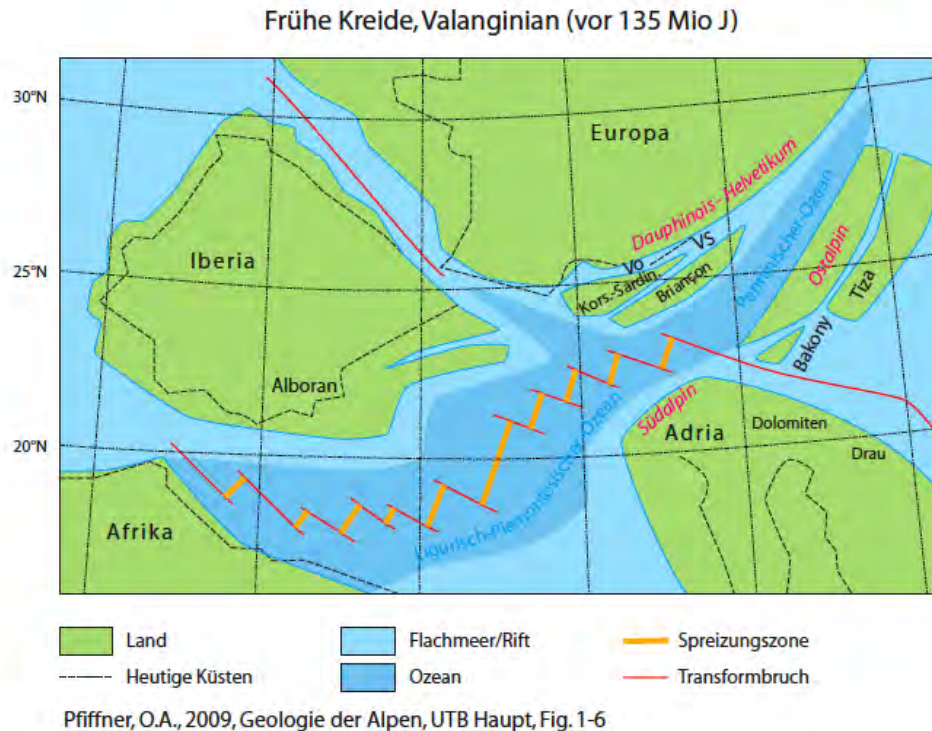 Frühe Kreide, Valanginian (vor 135 Mio J)
30°N
Europa
Dauphinois-Helvetikum
Iberia
25°N
VS
Vo
Kors.-Sardin.
Briançon
Penninischer-Ozean
Ostalpin
Tiza
Bakony
Alboran
Südalpin
Adria
Dolomiten
20°N
Drau
Afrika
Ligurisch-Piemontesischer-Ozean
Land
Flachmeer/Rift
Spreizungszone
Heutige Küsten
Ozean
Transformbruch
Pfiffner, O.A., 2009, Geologie der Alpen, UTB Haupt, Fig. 1-6